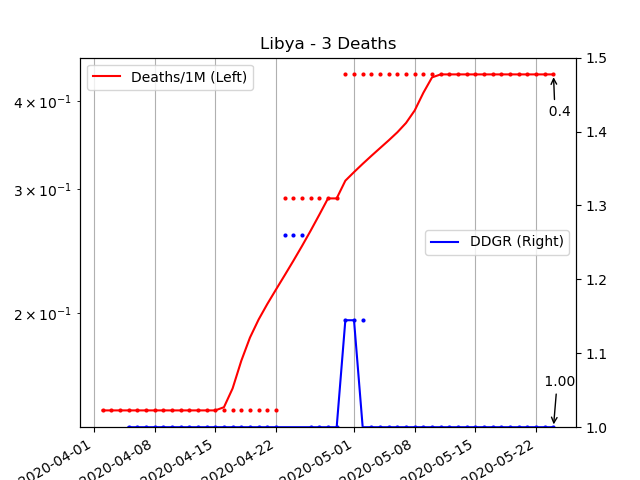 Libya - 3 Deaths
Deaths/1M (Left)
DDGR (Right)
4 × 10⁻¹
3 × 10⁻¹
2 × 10⁻¹
1.5
1.4
1.3
1.2
1.1
1.0
0.4
1.00
2020-04-01
2020-04-08
2020-04-15
2020-04-22
2020-05-01
2020-05-08
2020-05-15
2020-05-22